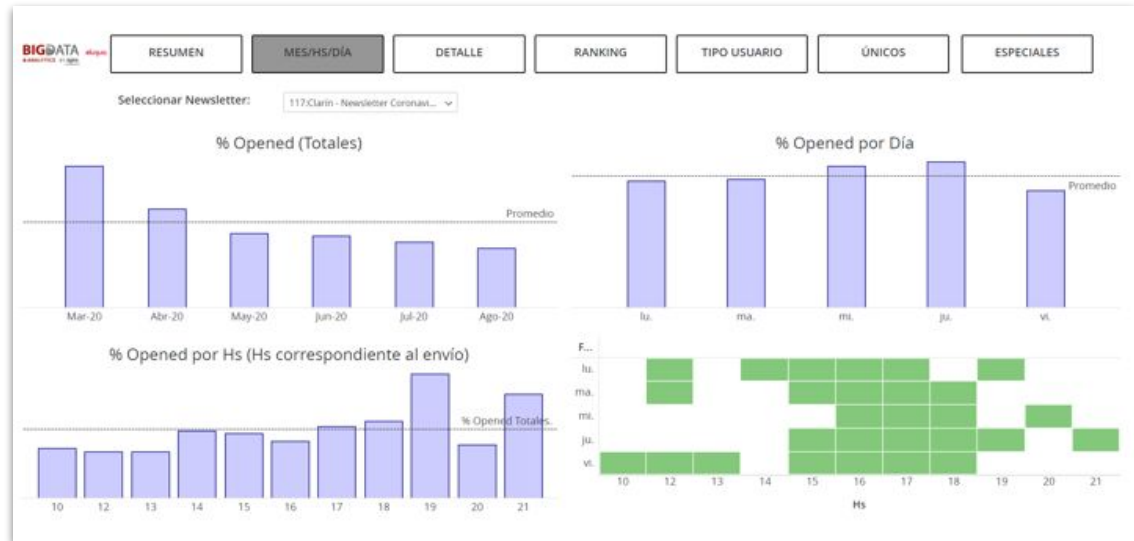 BIGDATA
& ANALYTICS
RESUMEN
MES/HS/DÍA
DETALLE
RANKING
TIPO USUARIO
ÚNICOS
ESPECIALES
Seleccionar Newsletter:
117:Clarín - Newsletter Coronavi...
% Opened (Totales)
Promedio
Mar-20 Abr-20 May-20 Jun-20 Jul-20 Ago-20
% Opened por Día
Promedio
lu. ma. mi. ju. vi.
% Opened por Hs (Hs correspondiente al envío)
% Opened Totales.
10 12 13 14 15 16 17 18 19 20 21
F...
lu.
ma.
mi.
ju.
vi.
10 12 13 14 15 16 17 18 19 20 21
Hs